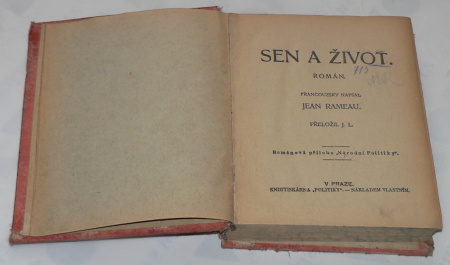 SEN A ŽIVOT.
ROMÁN.
FRANCOUZSKY NAPSAL
JEAN RAMEAU.
PŘELOŽIL J. L.
Románová příloha „Národní Politiky“.
V PRAZE.
KNIHTISKÁRNA „POLITIKY“. — NÁKLADEM VLASTNÍM.